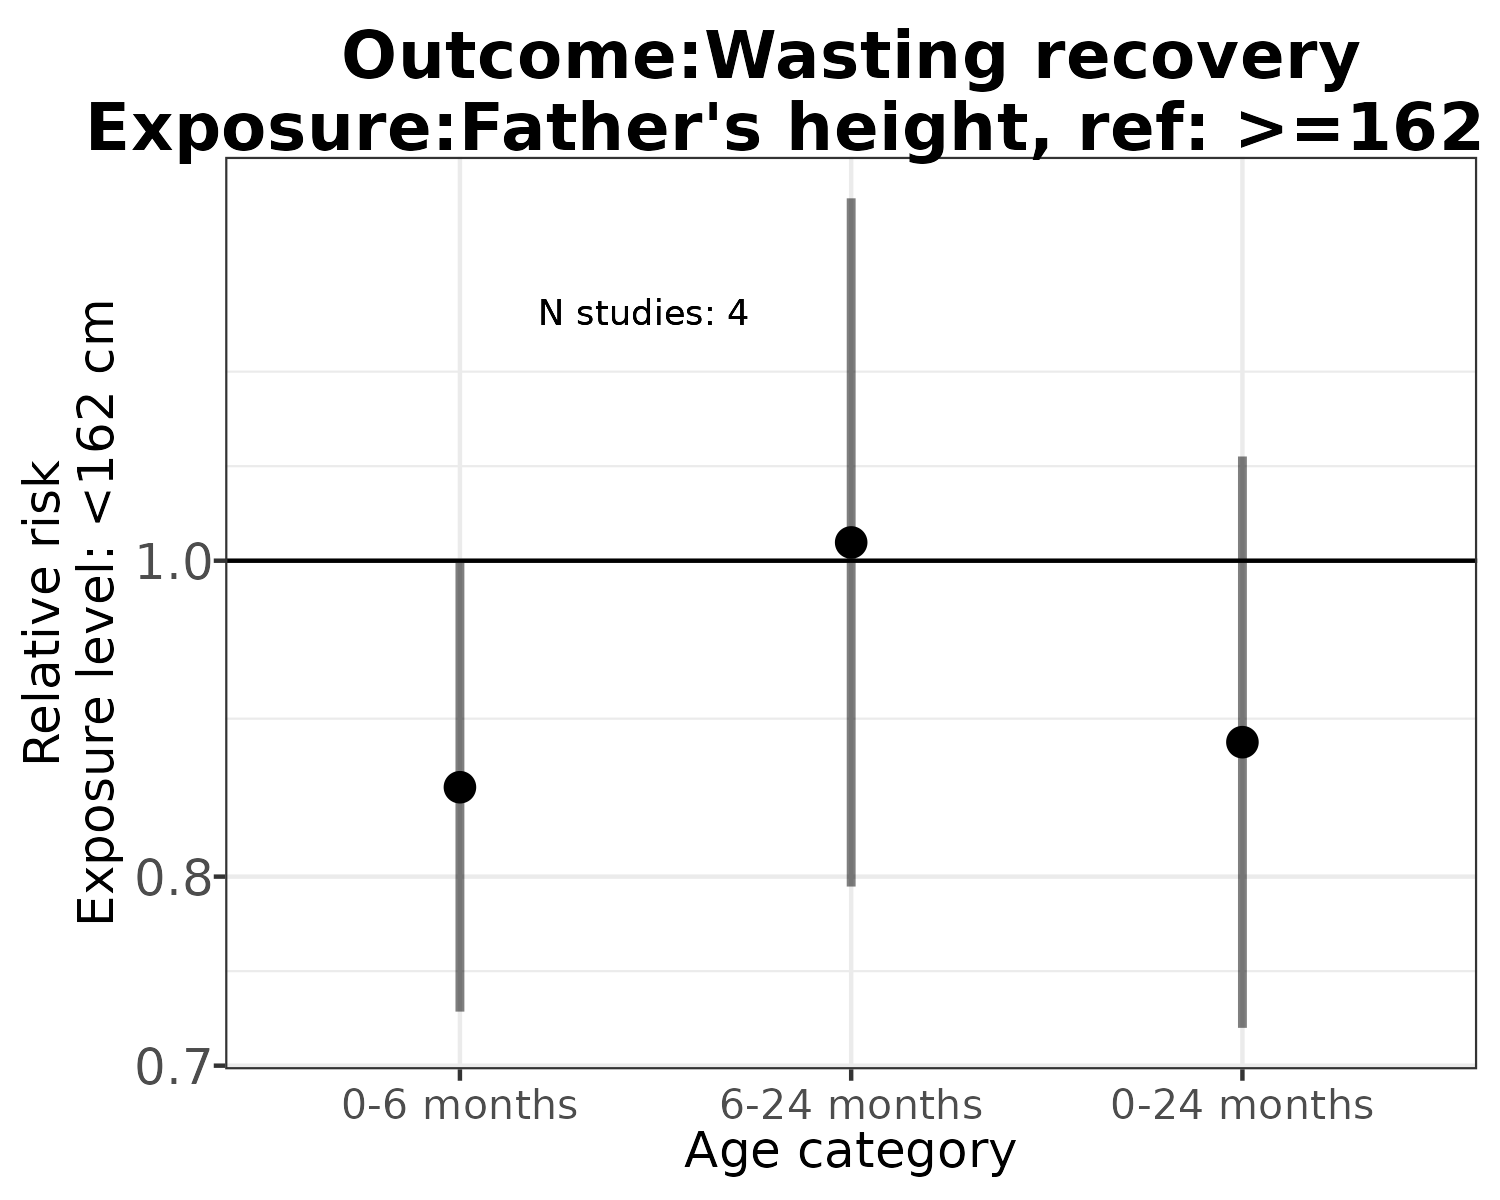 Outcome:Wasting recovery
Exposure:Father's height, ref: >=162
N studies: 4
Relative risk
Exposure level: <162 cm
1.0
0.8
0.7
0-6 months
6-24 months
0-24 months
Age category